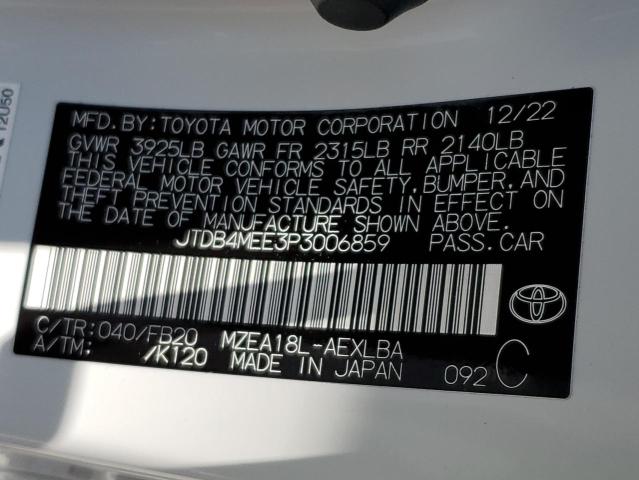 MFD.BY:TOYOTA MOTOR CORPORATION 12/22
GVWR 3925LB GAWR FR 2315LB RR 2140LB
THIS VEHICLE CONFORMS TO ALL APPLICABLE
FEDERAL MOTOR VEHICLE SAFETY,BUMPER,AND
THEFT PREVENTION STANDARDS IN EFFECT ON
THE DATE OF MANUFACTURE SHOWN ABOVE.
JTDB4MEE3P3006859 PASS.CAR
C/TR:040/FB20 MZEA18L-AEXLBA
A/TM: /K120 MADE IN JAPAN 092 C
12U50